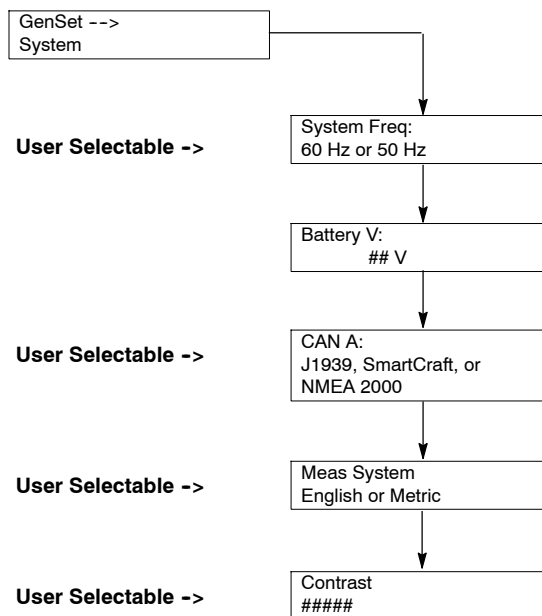 GenSet -->
System
User Selectable ->
System Freq:
60 Hz or 50 Hz
Battery V:
## V
User Selectable ->
CAN A:
J1939, SmartCraft, or
NMEA 2000
User Selectable ->
Meas System
English or Metric
User Selectable ->
Contrast
#####